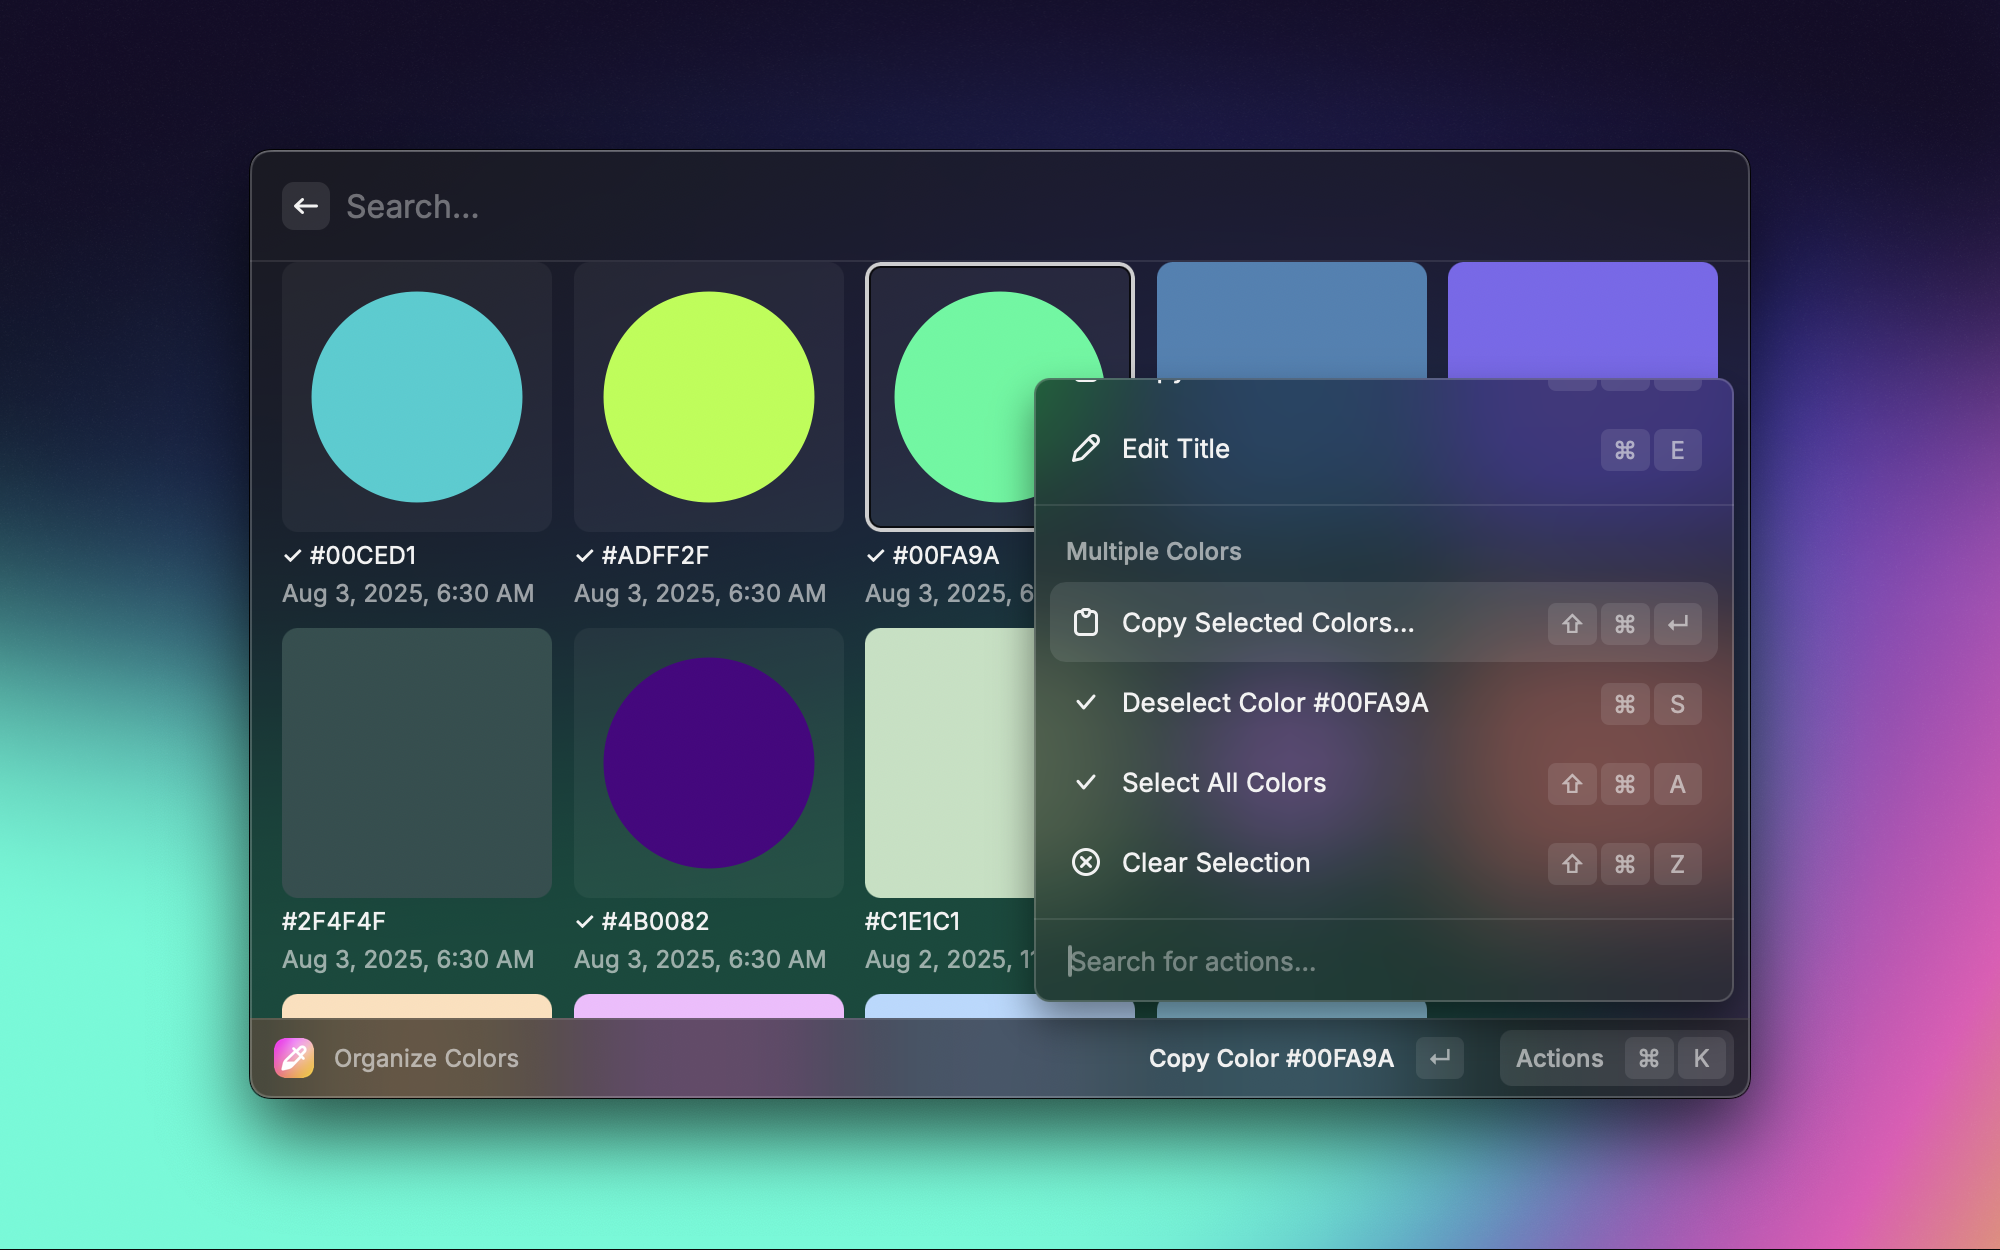 Search...
✓ #00CED1
✓ #ADFF2F
✓ #00FA9A
Aug 3, 2025, 6:30 AM
Aug 3, 2025, 6:30 AM
Aug 3, 2025, 6
#2F4F4F
✓ #4B0082
#C1E1C1
Aug 3, 2025, 6:30 AM
Aug 3, 2025, 6:30 AM
Aug 2, 2025, 1
Edit Title ⌘ E
Multiple Colors
Copy Selected Colors... ⇧ ⌘ ↵
Deselect Color #00FA9A ⌘ S
Select All Colors ⇧ ⌘ A
Clear Selection ⇧ ⌘ Z
Search for actions...
Organize Colors
Copy Color #00FA9A ↵
Actions ⌘ K